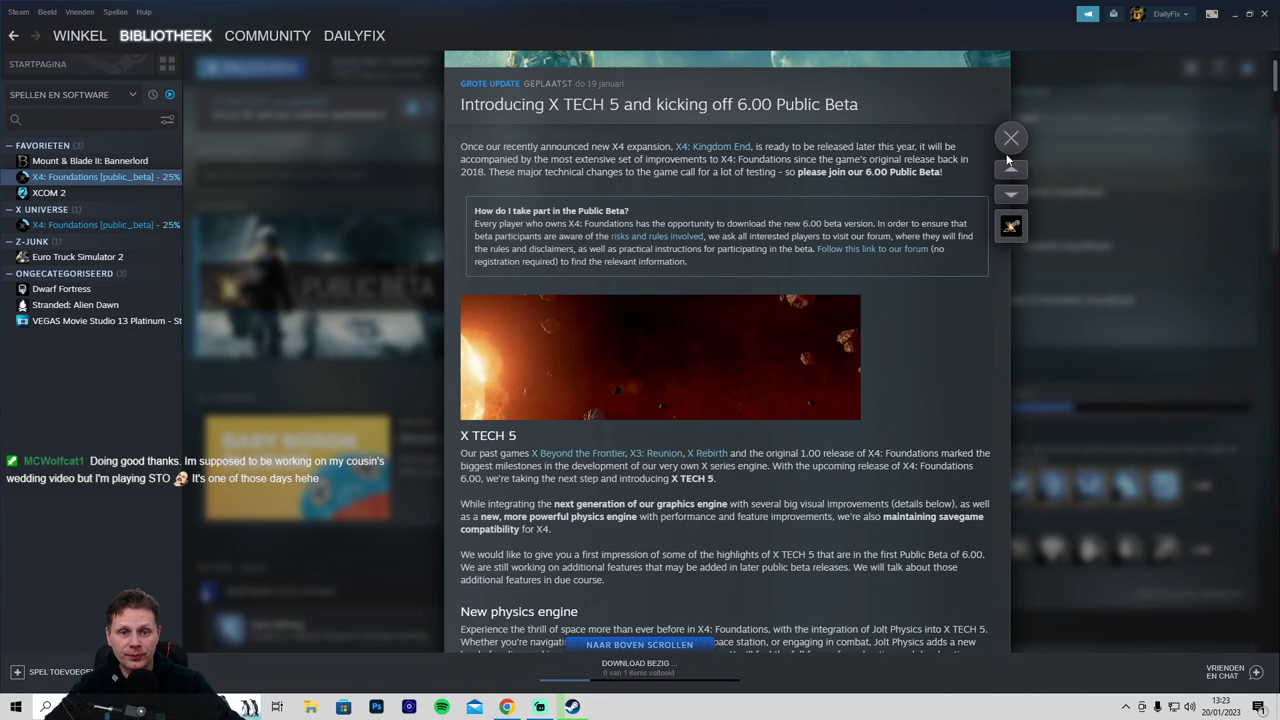 Steam Beeld Vrienden Spellen Hulp
DailyFix
WINKEL BIBLIOTHEEK COMMUNITY DAILYFIX
STARTPAGINA
SPELLEN EN SOFTWARE
FAVORIETEN (3)
Mount & Blade II: Bannerlord
X4: Foundations [public_beta] - 25%
XCOM 2
X UNIVERSE (1)
X4: Foundations [public_beta] - 25%
Z-JUNK (1)
Euro Truck Simulator 2
ONGECATEGORISEERD (3)
Dwarf Fortress
Stranded: Alien Dawn
VEGAS Movie Studio 13 Platinum - St
MCWolfcat1 Doing good thanks. Im supposed to be working on my cousin's
wedding video but I'm playing STO It's one of those days hehe
SPEL TOEVOEGE
GROTE UPDATE GEPLAATST do 19 januari
Introducing X TECH 5 and kicking off 6.00 Public Beta
Once our recently announced new X4 expansion, X4: Kingdom End, is ready to be released later this year, it will be
accompanied by the most extensive set of improvements to X4: Foundations since the game's original release back in
2018. These major technical changes to the game call for a lot of testing - so please join our 6.00 Public Beta!
How do I take part in the Public Beta?
Every player who owns X4: Foundations has the opportunity to download the new 6.00 beta version. In order to ensure that
beta participants are aware of the risks and rules involved, we ask all interested players to visit our forum, where they will find
the rules and disclaimers, as well as practical instructions for participating in the beta. Follow this link to our forum (no
registration required) to find the relevant information.
X TECH 5
Our past games X Beyond the Frontier, X3: Reunion, X Rebirth and the original 1.00 release of X4: Foundations marked the
biggest milestones in the development of our very own X series engine. With the upcoming release of X4: Foundations
6.00, we're taking the next step and introducing X TECH 5.
While integrating the next generation of our graphics engine with several big visual improvements (details below), as well
as a new, more powerful physics engine with performance and feature improvements, we're also maintaining savegame
compatibility for X4.
We would like to give you a first impression of some of the highlights of X TECH 5 that are in the first Public Beta of 6.00.
We are still working on additional features that may be added in later public beta releases. We will talk about those
additional features in due course.
New physics engine
Experience the thrill of space more than ever before in X4: Foundations, with the integration of Jolt Physics into X TECH 5.
Whether you're navigati space station, or engaging in combat, Jolt Physics adds a new
NAAR BOVEN SCROLLEN
DOWNLOAD BEZIG ...
0 van 1 items voltooid
VRIENDEN
EN CHAT
13:23
20/01/2023